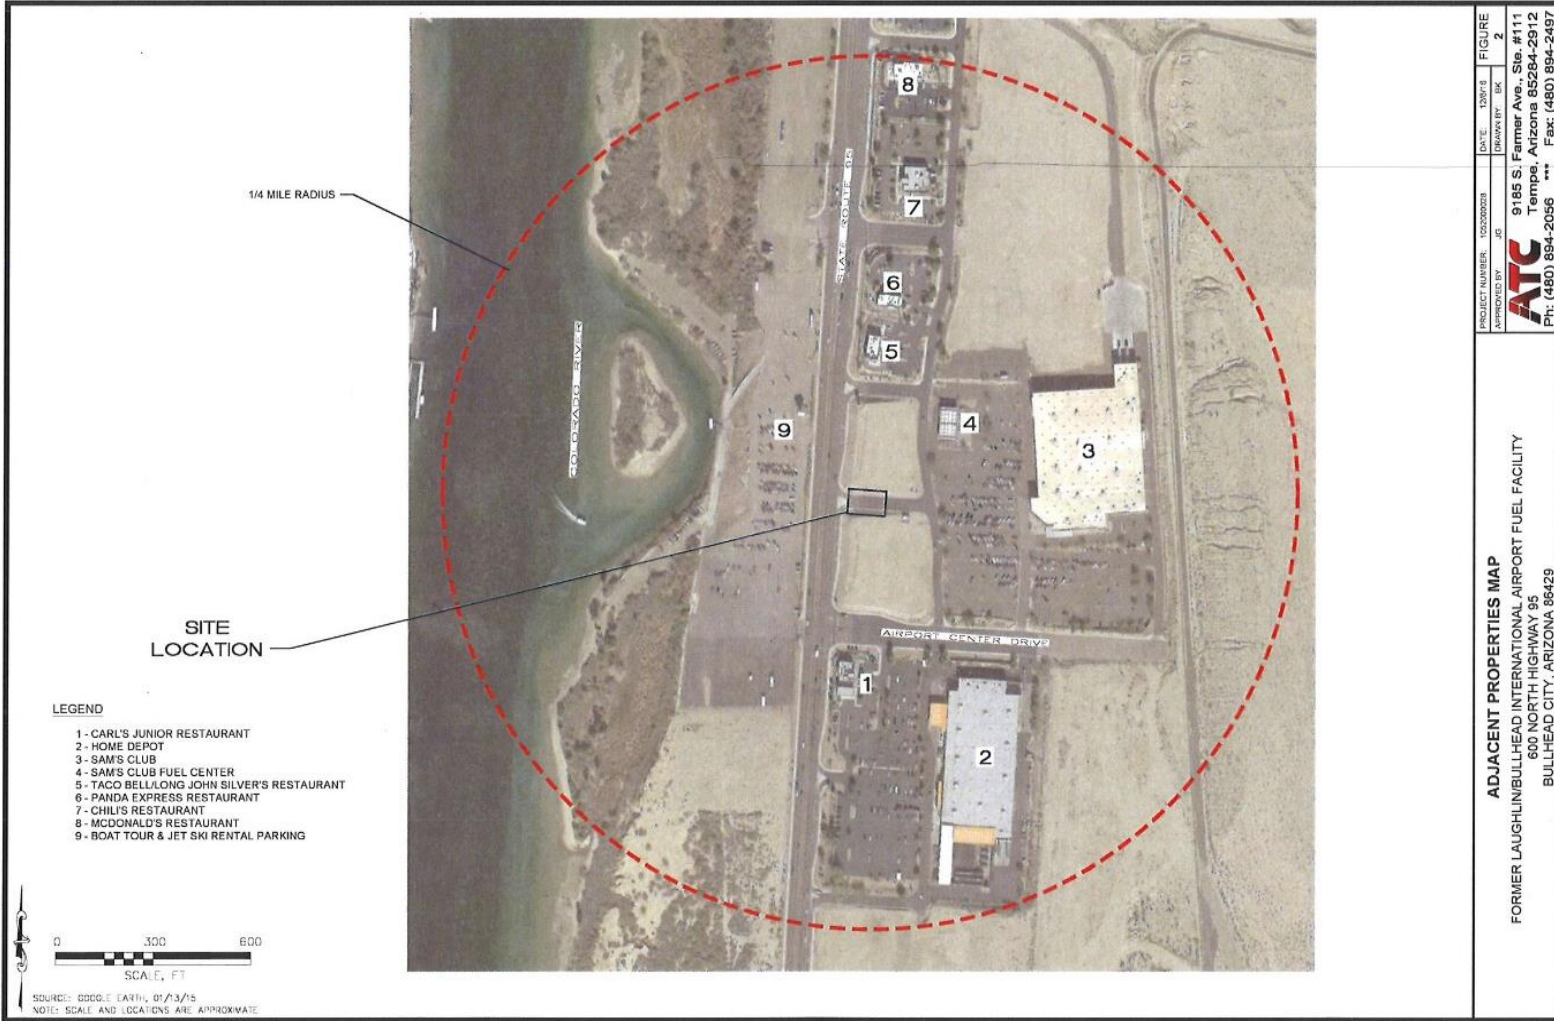 1/4 MILE RADIUS
SITE
LOCATION
COLORADO RIVER
STATE ROUTE 95
AIRPORT CENTER DRIVE
8
7
6
5
4
3
9
1
2
LEGEND
1 - CARL'S JUNIOR RESTAURANT
2 - HOME DEPOT
3 - SAM'S CLUB
4 - SAM'S CLUB FUEL CENTER
5 - TACO BELL/LONG JOHN SILVER'S RESTAURANT
6 - PANDA EXPRESS RESTAURANT
7 - CHILI'S RESTAURANT
8 - MCDONALD'S RESTAURANT
9 - BOAT TOUR & JET SKI RENTAL PARKING
0 300 600
SCALE, FT
SOURCE: GOOGLE EARTH, 01/13/15
NOTE: SCALE AND LOCATIONS ARE APPROXIMATE
ADJACENT PROPERTIES MAP
FORMER LAUGHLIN/BULLHEAD INTERNATIONAL AIRPORT FUEL FACILITY
600 NORTH HIGHWAY 95
BULLHEAD CITY, ARIZONA 86429
PROJECT NUMBER:
DATE: 12/6/16
FIGURE
APPROVED BY: JG
DRAWN BY: BK
2
ATC
9185 S. Farmer Ave., Ste. #111
Tempe, Arizona 85284-2912
Ph: (480) 894-2056 *** Fax: (480) 894-2497